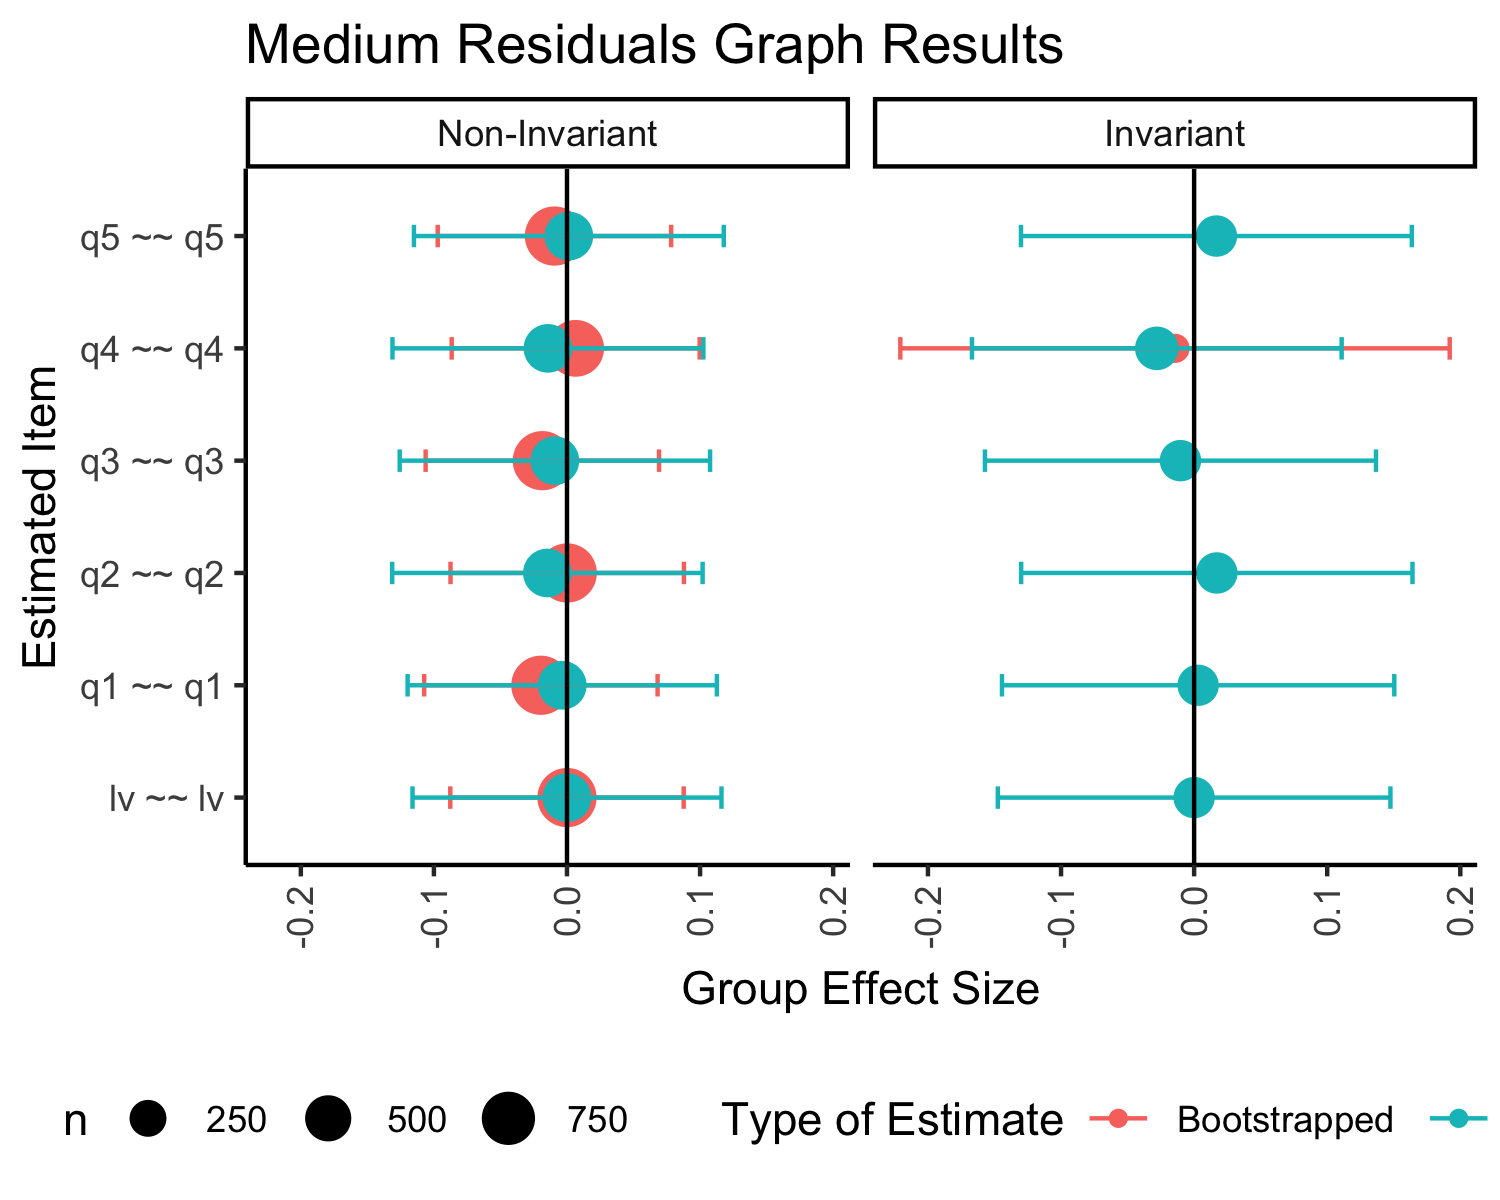 Medium Residuals Graph Results
Non-Invariant
Invariant
Estimated Item
q5 ~~ q5
q4 ~~ q4
q3 ~~ q3
q2 ~~ q2
q1 ~~ q1
lv ~~ lv
-0.2 -0.1 0.0 0.1 0.2
-0.2 -0.1 0.0 0.1 0.2
Group Effect Size
n 250 500 750 Type of Estimate Bootstrapped